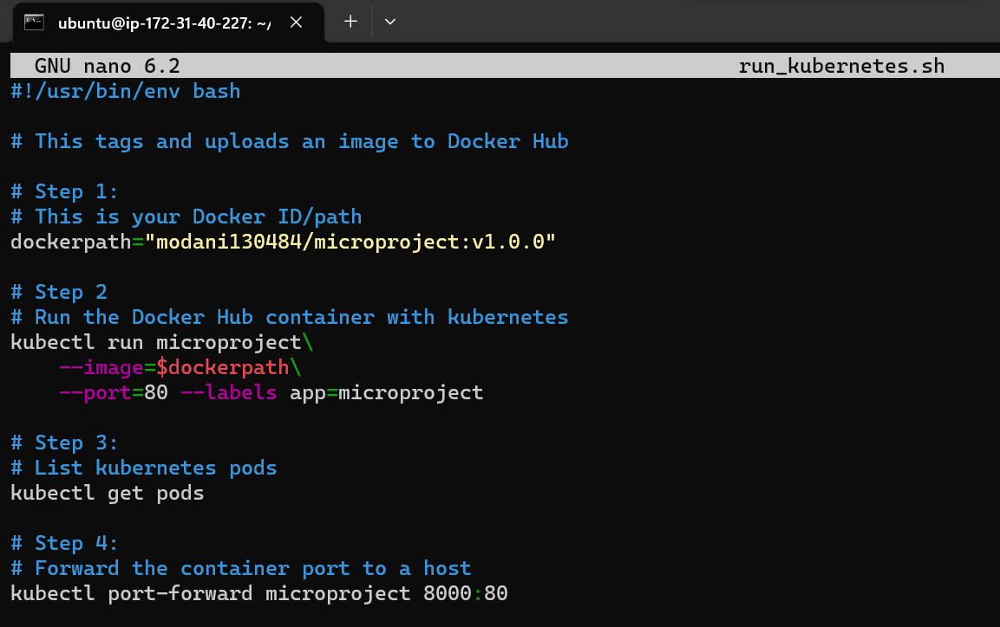 ubuntu@ip-172-31-40-227: ~/
GNU nano 6.2 run_kubernetes.sh
#!/usr/bin/env bash

# This tags and uploads an image to Docker Hub

# Step 1:
# This is your Docker ID/path
dockerpath="modani130484/microproject:v1.0.0"

# Step 2
# Run the Docker Hub container with kubernetes
kubectl run microproject\
    --image=$dockerpath\
    --port=80 --labels app=microproject

# Step 3:
# List kubernetes pods
kubectl get pods

# Step 4:
# Forward the container port to a host
kubectl port-forward microproject 8000:80